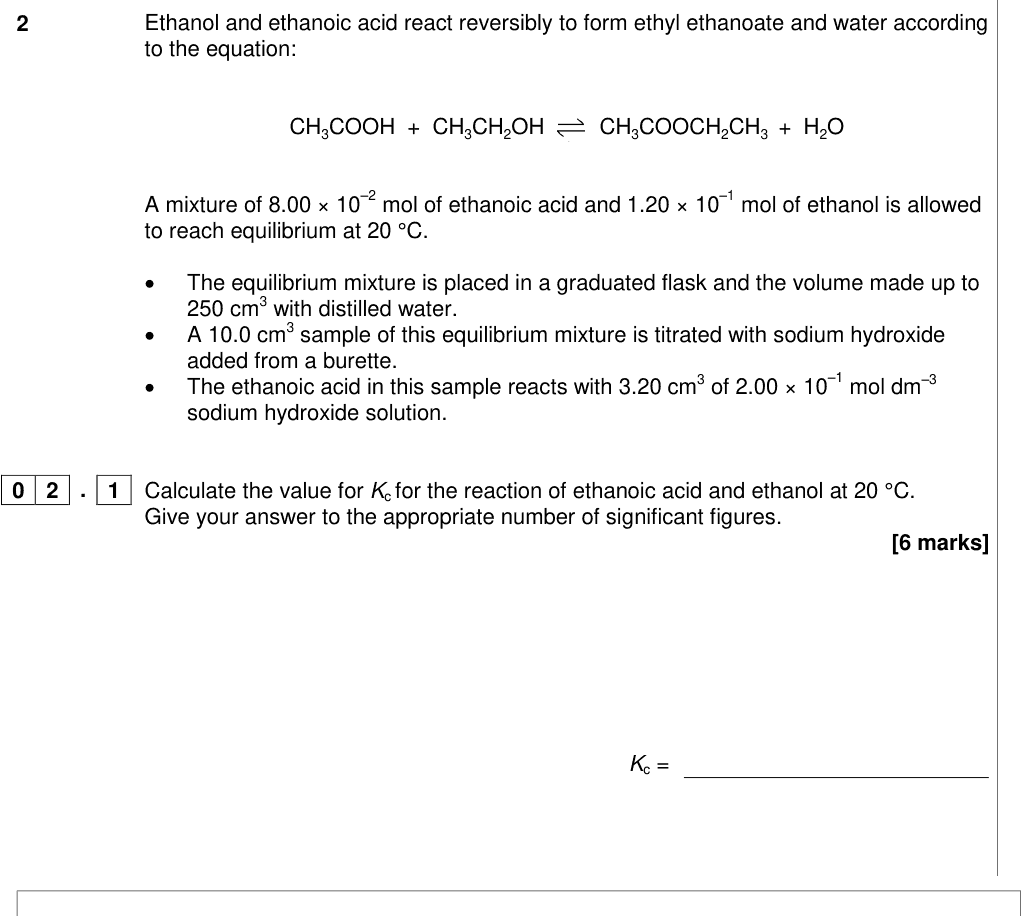 2 Ethanol and ethanoic acid react reversibly to form ethyl ethanoate and water according
to the equation:
CH₃COOH + CH₃CH₂OH ⇌ CH₃COOCH₂CH₃ + H₂O
A mixture of 8.00 × 10⁻² mol of ethanoic acid and 1.20 × 10⁻¹ mol of ethanol is allowed
to reach equilibrium at 20 °C.
• The equilibrium mixture is placed in a graduated flask and the volume made up to
250 cm³ with distilled water.
• A 10.0 cm³ sample of this equilibrium mixture is titrated with sodium hydroxide
added from a burette.
• The ethanoic acid in this sample reacts with 3.20 cm³ of 2.00 × 10⁻¹ mol dm⁻³
sodium hydroxide solution.
0 2 . 1 Calculate the value for Kc for the reaction of ethanoic acid and ethanol at 20 °C.
Give your answer to the appropriate number of significant figures.
[6 marks]
Kc =